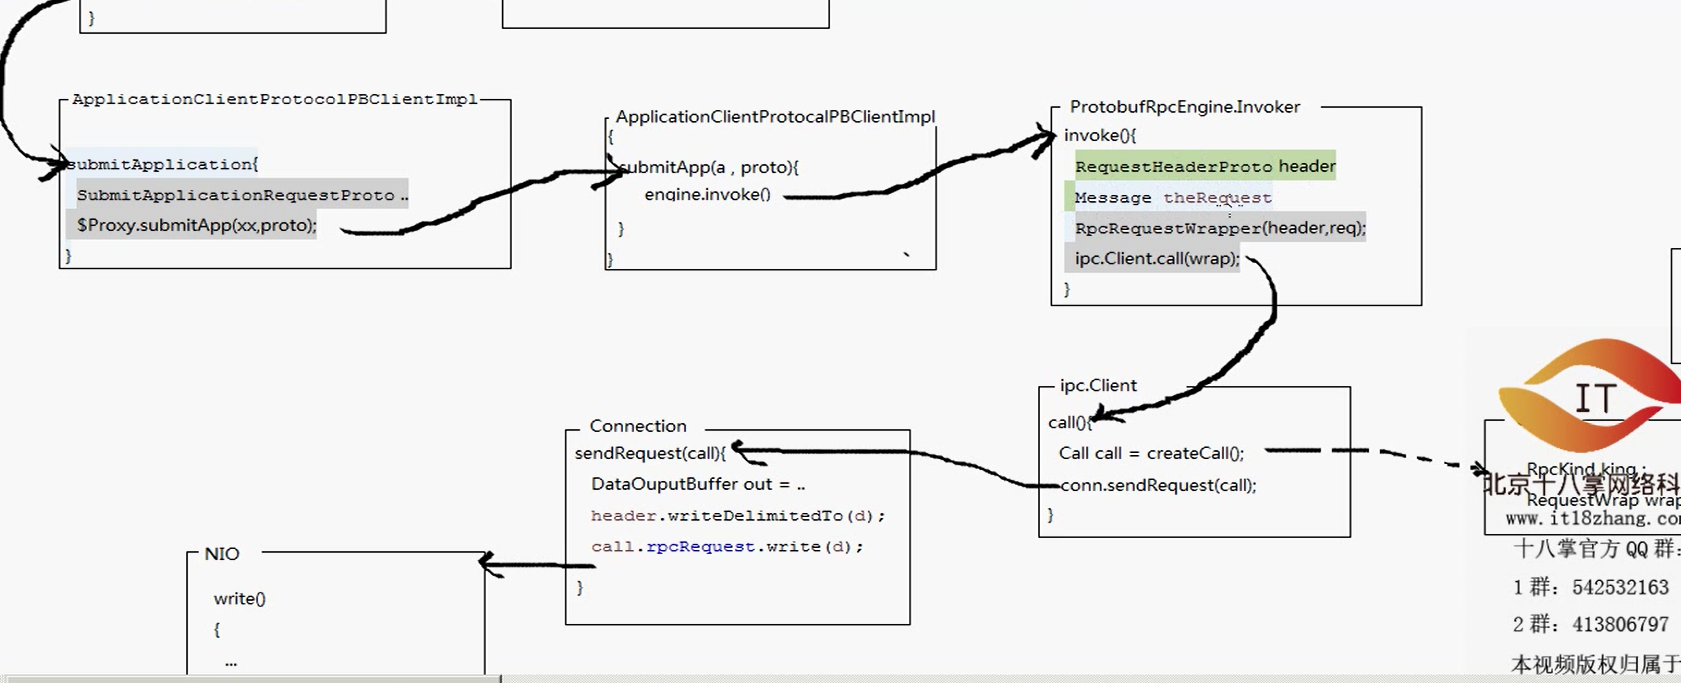 }
ApplicationClientProtocolPBClientImpl
submitApplication{
SubmitApplicationRequestProto ..
$Proxy.submitApp(xx,proto);
}
ApplicationClientProtocalPBClientImpl
{
submitApp(a , proto){
engine.invoke()
}
}
ProtobufRpcEngine.Invoker
invoke(){
RequestHeaderProto header
Message theRequest
RpcRequestWrapper(header,req);
ipc.Client.call(wrap);
}
ipc.Client
call(){
Call call = createCall();
conn.sendRequest(call);
}
Connection
sendRequest(call){
DataOuputBuffer out = ..
header.writeDelimitedTo(d);
call.rpcRequest.write(d);
}
NIO
write()
{
...
IT
RpcKind king ;
北京十八掌网络科
RequestWrap wrap
www.it18zhang.com
十八掌官方QQ群:
1群: 542532163
2群: 413806797
本视频版权归属于